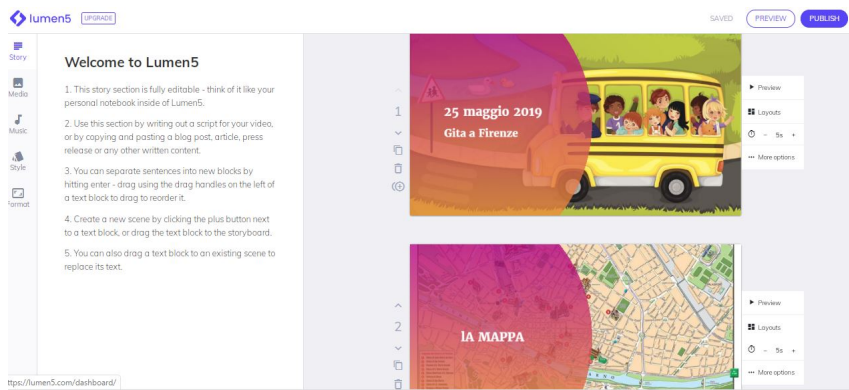 lumen5 UPGRADE
SAVED PREVIEW PUBLISH
Story
Media
Music
Style
Format
Welcome to Lumen5
1. This story section is fully editable - think of it like your
personal notebook inside of Lumen5.
2. Use this section by writing out a script for your video,
or by copying and pasting a blog post, article, press
release or any other written content.
3. You can separate sentences into new blocks by
hitting enter - drag using the drag handles on the left of
a text block to drag to reorder it.
4. Create a new scene by clicking the plus button next
to a text block, or drag the text block to the storyboard.
5. You can also drag a text block to an existing scene to
replace its text.
1
25 maggio 2019
Gita a Firenze
Preview
Layouts
- 5s +
More options
2
lA MAPPA
Preview
Layouts
- 5s +
More options
ttps://lumen5.com/dashboard/